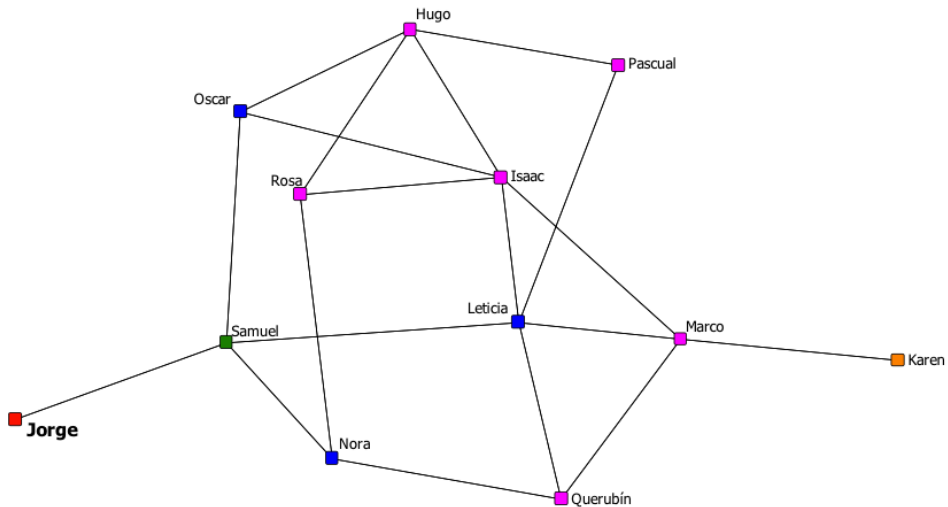 Hugo
Pascual
Oscar
Rosa
Isaac
Leticia
Samuel
Marco
Karen
Jorge
Nora
Querubín